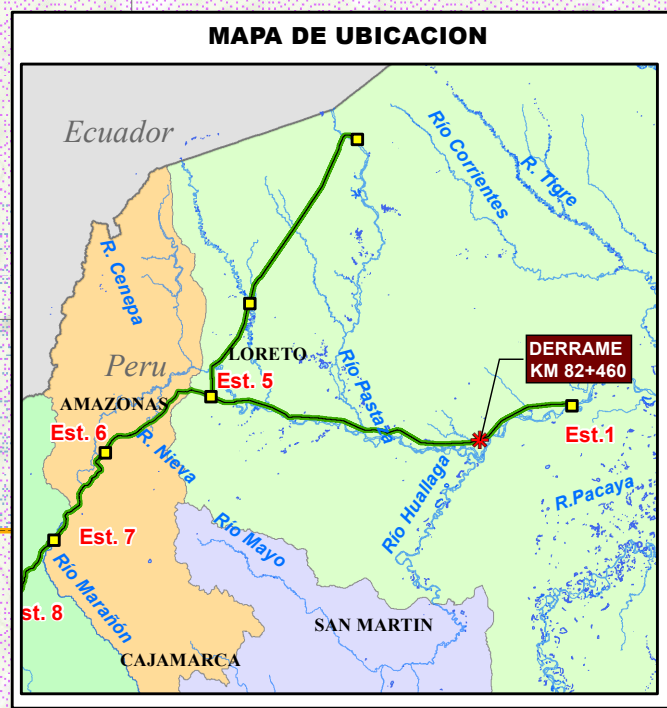 MAPA DE UBICACION
Ecuador
Río Corrientes
R. Tigre
R. Cenepa
Peru
LORETO
Est. 5
AMAZONAS
Río Pastaza
DERRAME
KM 82+460
Est.1
Est. 6
R. Nieva
Río Huallaga
R.Pacaya
Est. 7
Río Mayo
Río Marañón
st. 8
SAN MARTIN
CAJAMARCA